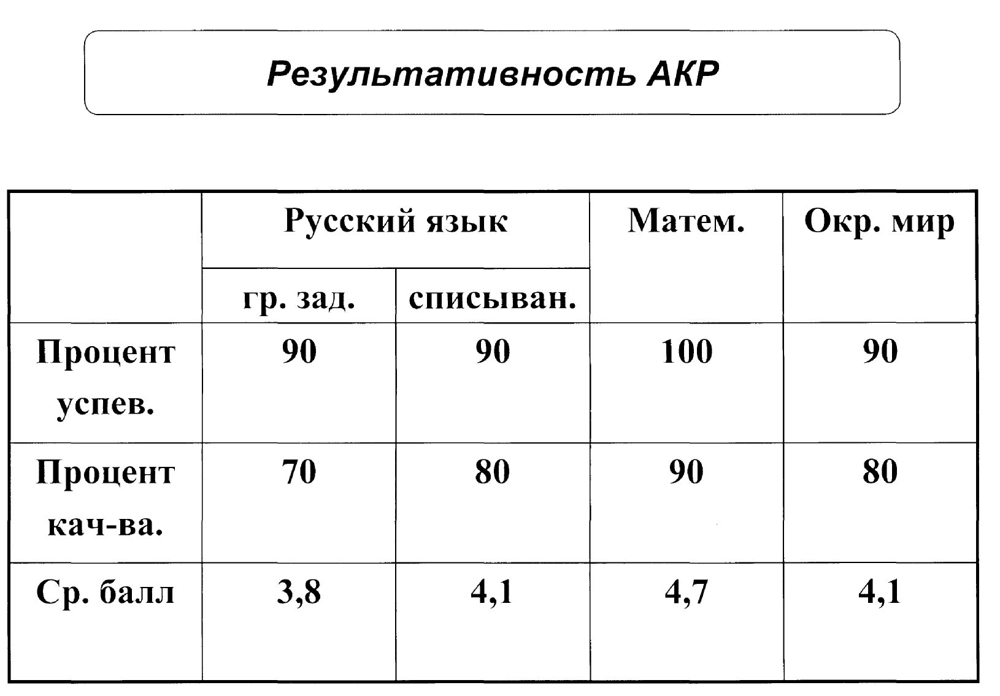 Результативность АКР
Русский язык Матем. Окр. мир
гр. зад. списыван.
Процент 90 90 100 90
успев.
Процент 70 80 90 80
кач-ва.
Ср. балл 3,8 4,1 4,7 4,1